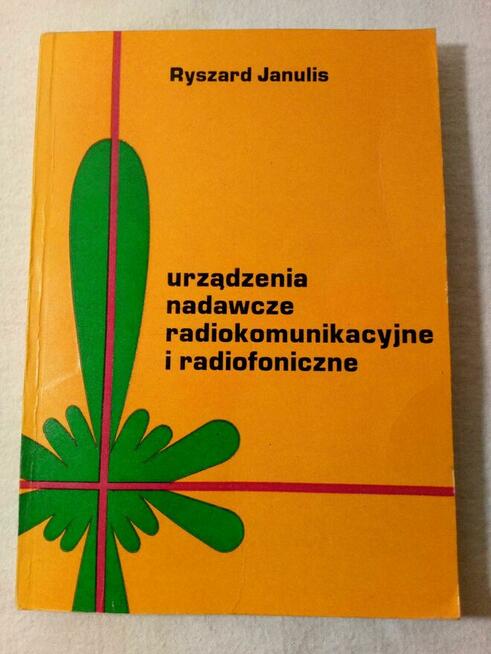 Ryszard Janulis
urządzenia
nadawcze
radiokomunikacyjne
i radiofoniczne